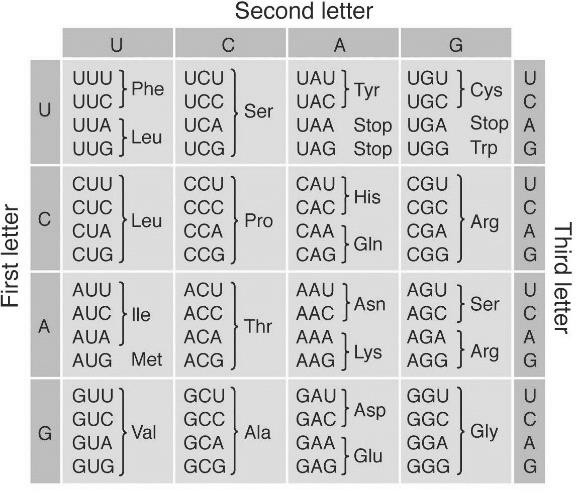 Second letter
U C A G
First letter
U
UUU Phe UCU Ser UAU Tyr UGU Cys U
UUC UCC UAC UGC C
UUA Leu UCA UAA Stop UGA Stop A
UUG UCG UAG Stop UGG Trp G
C
CUU Leu CCU Pro CAU His CGU Arg U
CUC CCC CAC CGC C
CUA CCA CAA Gln CGA A
CUG CCG CAG CGG G
A
AUU Ile ACU Thr AAU Asn AGU Ser U
AUC ACC AAC AGC C
AUA ACA AAA Lys AGA Arg A
AUG Met ACG AAG AGG G
G
GUU Val GCU Ala GAU Asp GGU Gly U
GUC GCC GAC GGC C
GUA GCA GAA Glu GGA A
GUG GCG GAG GGG G
Third letter